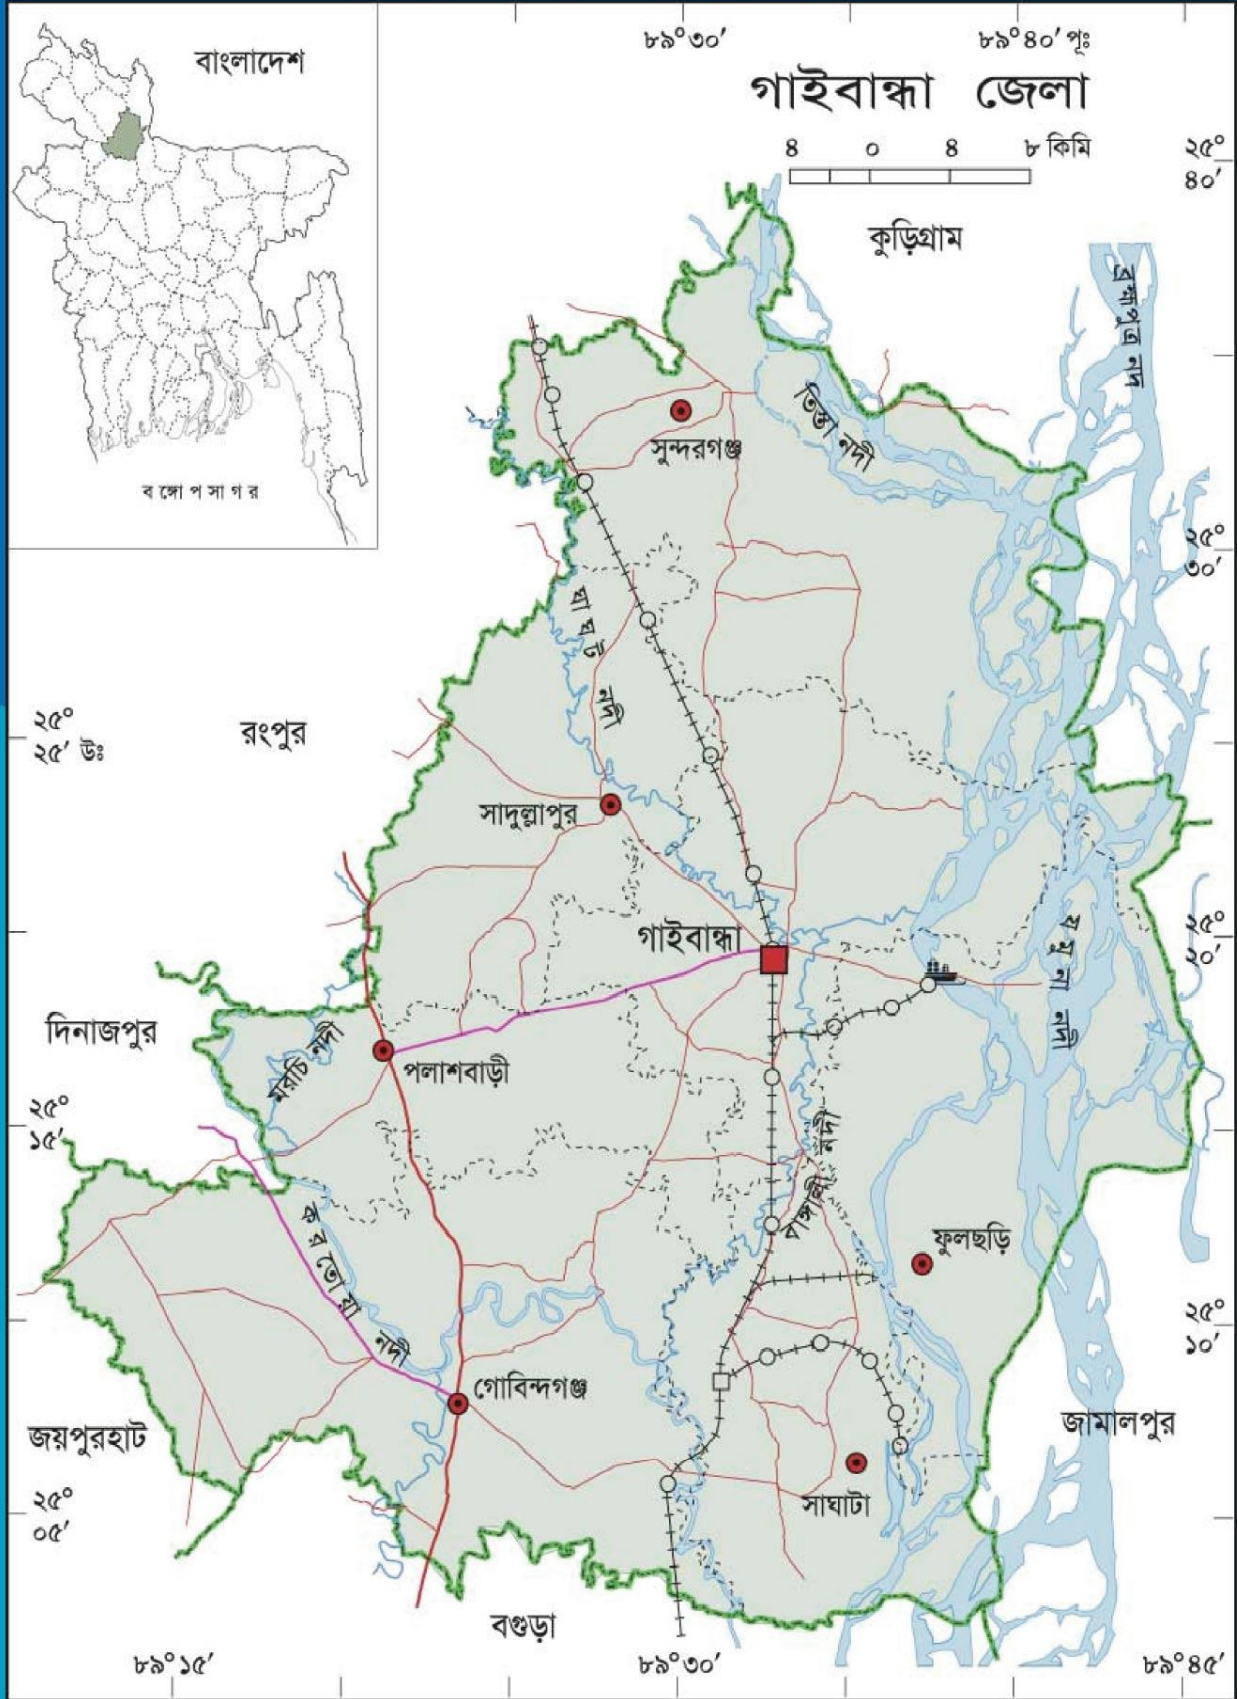 বাংলাদেশ
বঙ্গোপসাগর
৮৯°৩০′
৮৯°৪০′ পূঃ
গাইবান্ধা জেলা
৪ ০ ৪ ৮ কিমি
২৫°
৪০′
কুড়িগ্রাম
ব্রহ্মপুত্র নদ
তিস্তা নদী
সুন্দরগঞ্জ
২৫°
৩০′
ঘাঘট নদী
রংপুর
২৫°
২৫′ উঃ
সাদুল্লাপুর
গাইবান্ধা
২৫°
২০′
যমুনা নদী
দিনাজপুর
মরচি নদী
পলাশবাড়ী
২৫°
১৫′
বাঙ্গালী নদী
করতোয়া নদী
ফুলছড়ি
২৫°
১০′
গোবিন্দগঞ্জ
জয়পুরহাট
জামালপুর
২৫°
০৫′
সাঘাটা
বগুড়া
৮৯°১৫′
৮৯°৩০′
৮৯°৪৫′